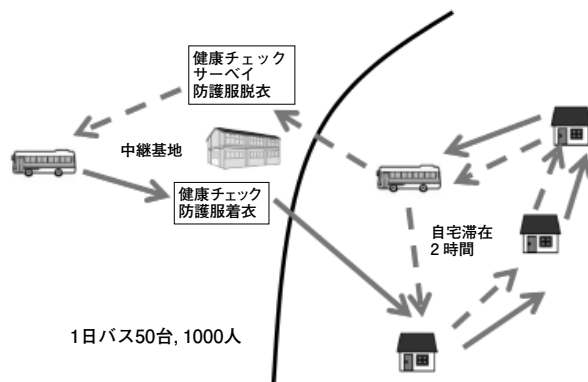 健康チェック
サーベイ
防護服脱衣
中継基地
健康チェック
防護服着衣
自宅滞在
2時間
1日バス50台, 1000人